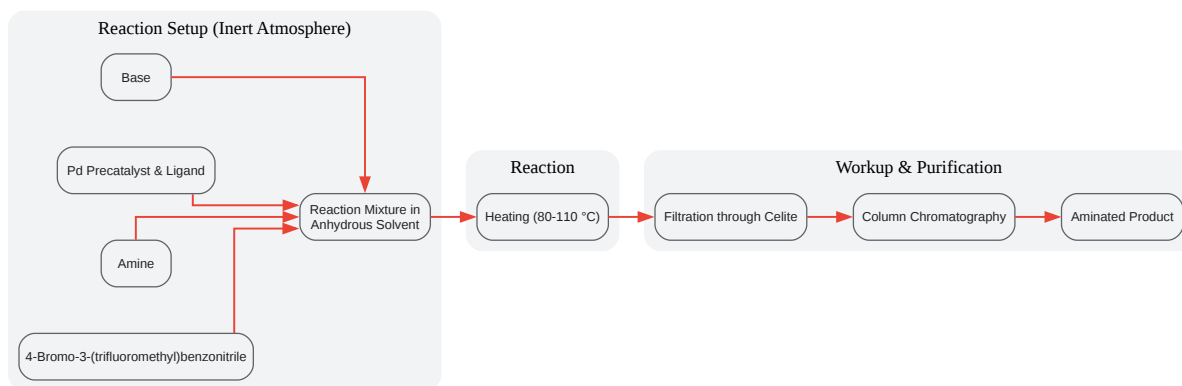 Reaction Setup (Inert Atmosphere)
Base
Pd Precatalyst & Ligand
Amine
4-Bromo-3-(trifluoromethyl)benzonitrile
Reaction Mixture in
Anhydrous Solvent
Reaction
Heating (80-110 °C)
Workup & Purification
Filtration through Celite
Column Chromatography
Aminated Product